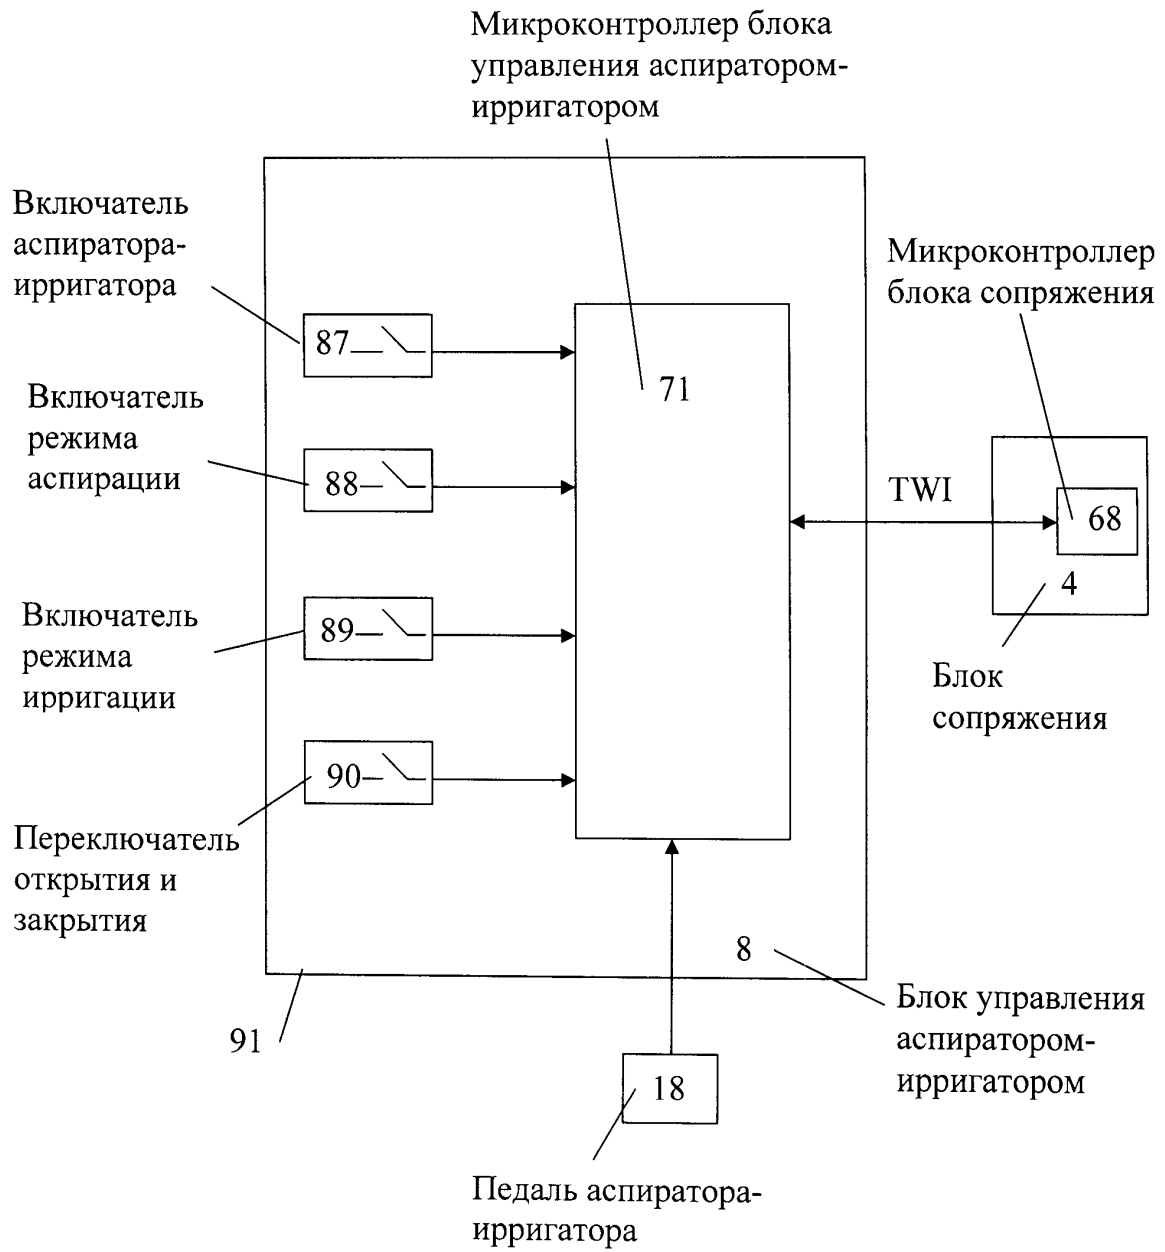 Микроконтроллер блока
управления аспиратором-
ирригатором
Включатель
аспиратора-
ирригатора
Микроконтроллер
блока сопряжения
87
71
Включатель
режима
аспирации
88
TWI
68
4
Включатель
режима
ирригации
89
Блок
сопряжения
90
Переключатель
открытия и
закрытия
8
91
Блок управления
аспиратором-
ирригатором
18
Педаль аспиратора-
ирригатора